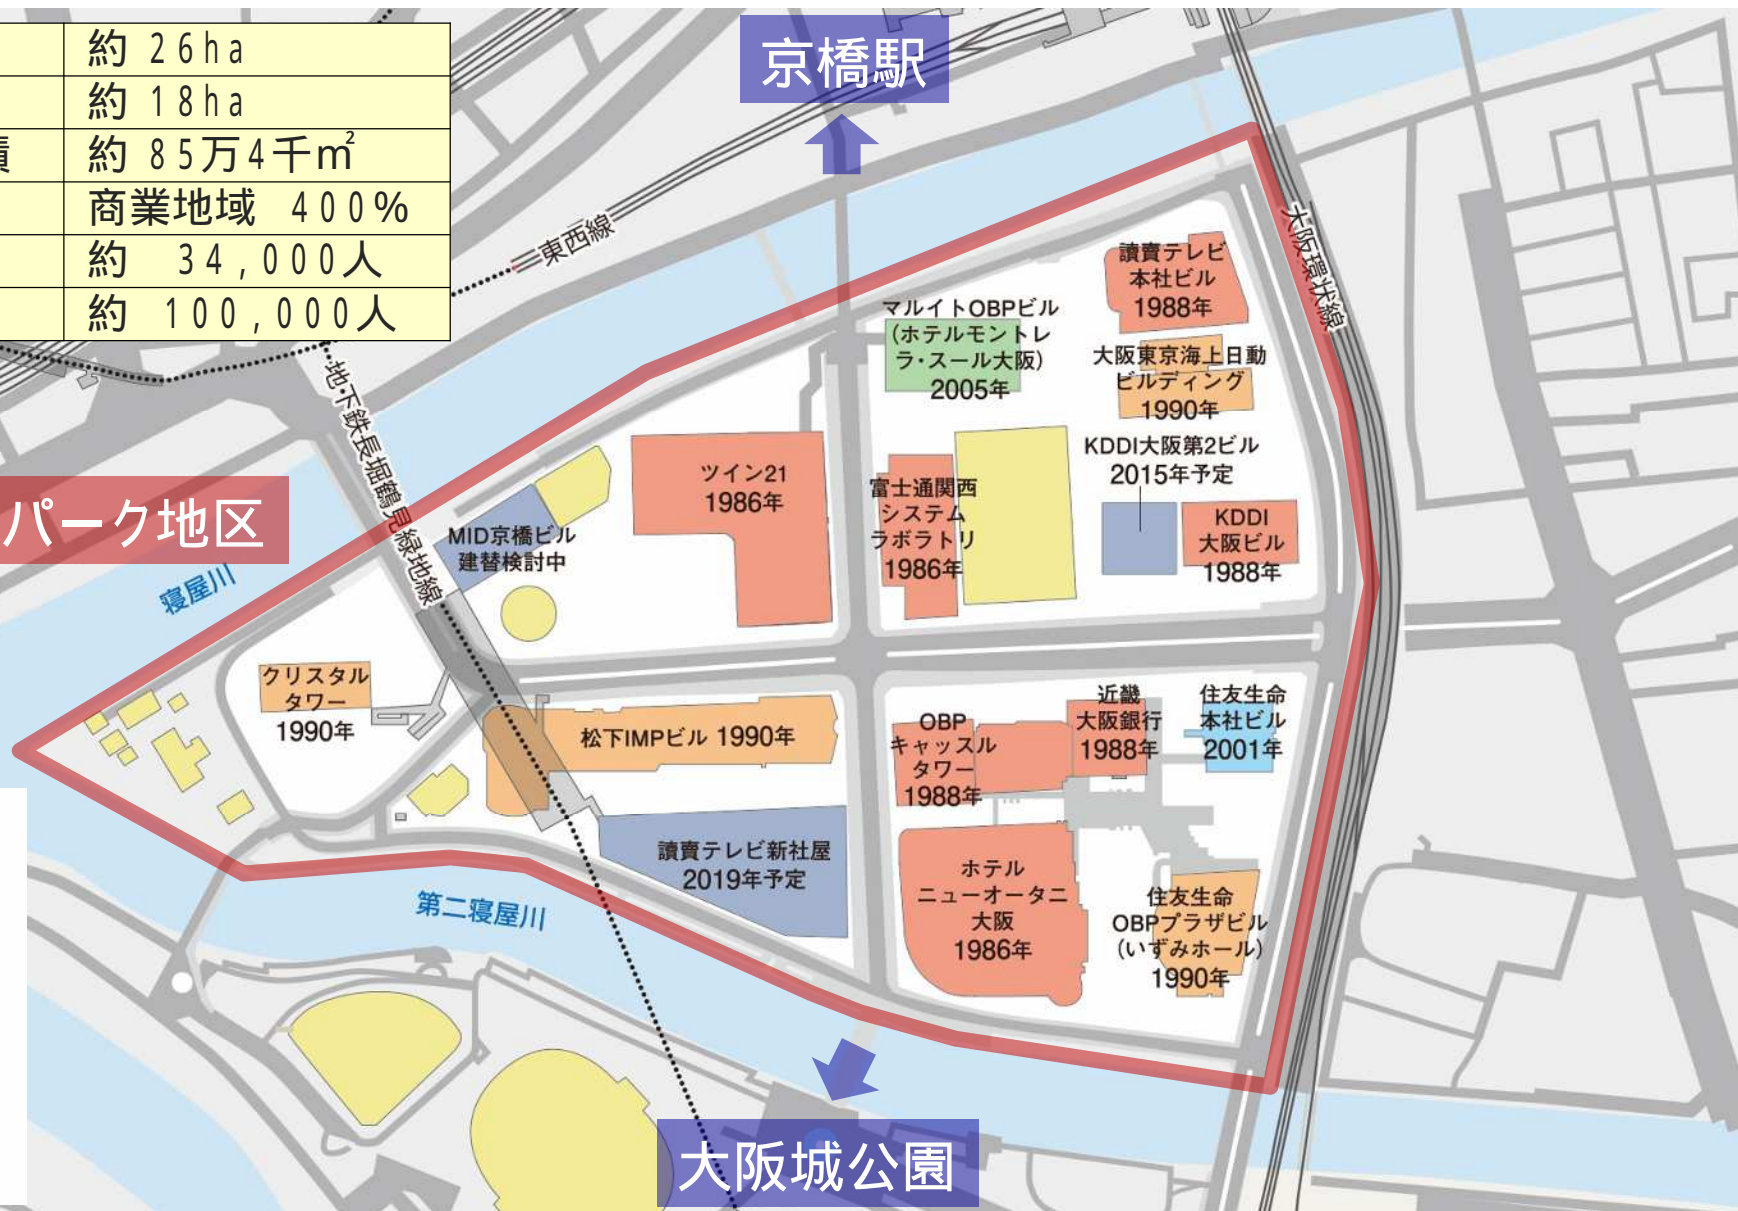 約 26ha
約 18ha
積
約 85万4千㎡
商業地域 400%
約 34,000人
約 100,000人
京橋駅
東西線
大阪環状線
地下鉄長堀鶴見緑地線
パーク地区
寝屋川
讀賣テレビ
本社ビル
1988年
マルイトOBPビル
(ホテルモントレ
ラ・スール大阪)
2005年
大阪東京海上日動
ビルディング
1990年
KDDI大阪第2ビル
2015年予定
ツイン21
1986年
富士通関西
システム
ラボラトリ
1986年
KDDI
大阪ビル
1988年
MID京橋ビル
建替検討中
クリスタル
タワー
1990年
松下IMPビル 1990年
OBP
キャッスル
タワー
1988年
近畿
大阪銀行
1988年
住友生命
本社ビル
2001年
讀賣テレビ新社屋
2019年予定
ホテル
ニューオータニ
大阪
1986年
住友生命
OBPプラザビル
(いずみホール)
1990年
第二寝屋川
大阪城公園